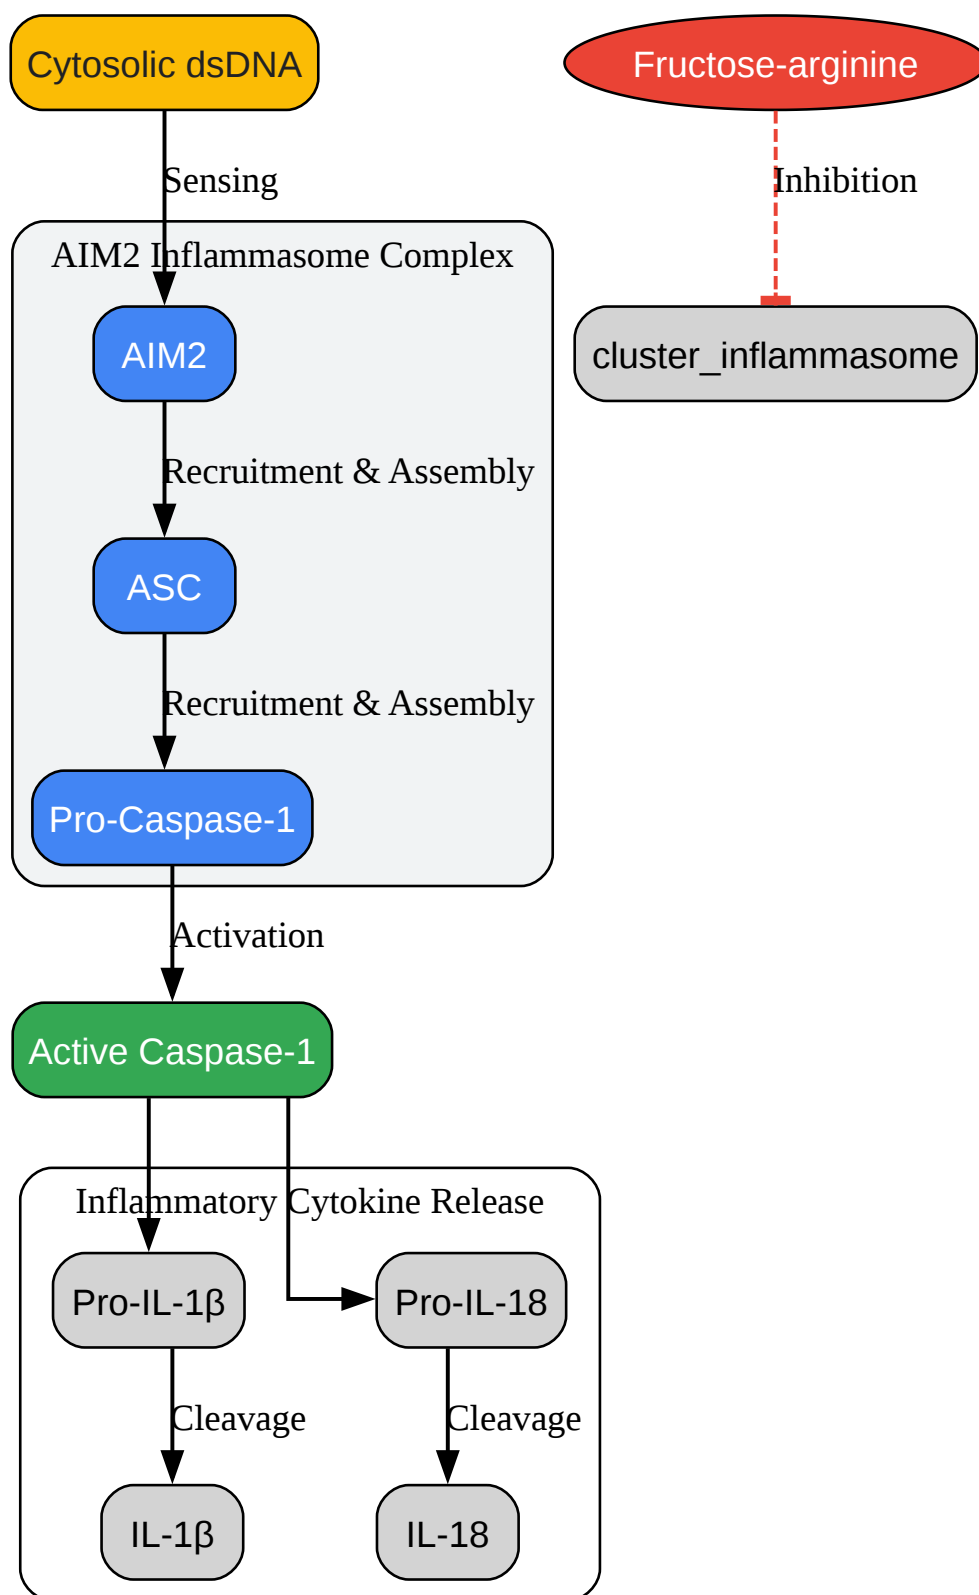 Cytosolic dsDNA
Fructose-arginine
Sensing
Inhibition
AIM2 Inflammasome Complex
AIM2
cluster_inflammasome
Recruitment & Assembly
ASC
Recruitment & Assembly
Pro-Caspase-1
Activation
Active Caspase-1
Inflammatory Cytokine Release
Pro-IL-1β
Pro-IL-18
Cleavage
Cleavage
IL-1β
IL-18